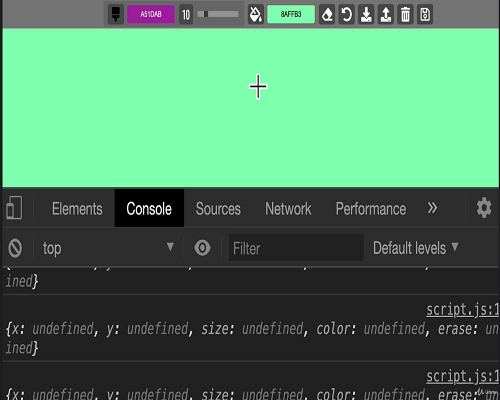 A51DAB 10 8AFFB3
Elements Console Sources Network Performance »
top ▼ Filter Default levels ▼
ined}
script.js:1
{x: undefined, y: undefined, size: undefined, color: undefined, erase: un
ined}
script.js:1
{x: undefined, y: undefined, size: undefined, color: undefined, erase: